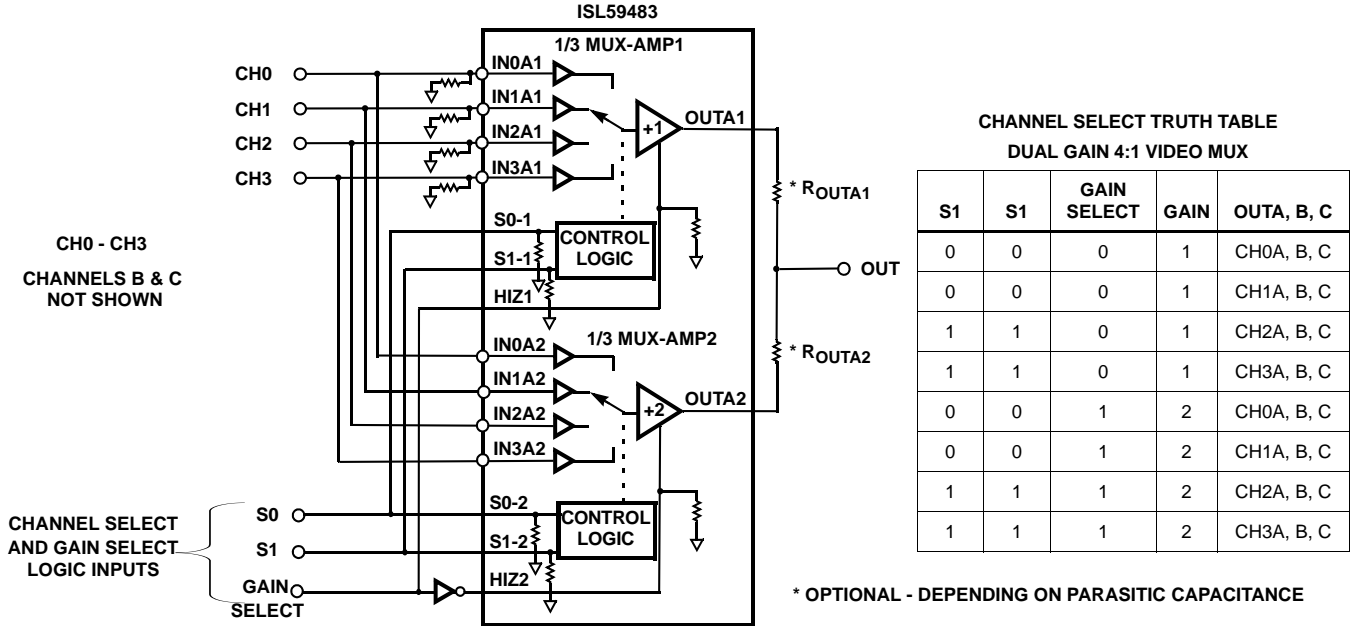 ISL59483
1/3 MUX-AMP1
CH0
IN0A1
CH1
IN1A1
OUTA1
+1
CH2
IN2A1
CH3
IN3A1
* ROUTA1
S0-1
CONTROL
LOGIC
S1-1
HIZ1
CH0 - CH3
CHANNELS B & C
NOT SHOWN
OUT
1/3 MUX-AMP2
IN0A2
* ROUTA2
IN1A2
OUTA2
+2
IN2A2
IN3A2
S0-2
CONTROL
LOGIC
S1-2
HIZ2
CHANNEL SELECT
AND GAIN SELECT
LOGIC INPUTS
S0
S1
GAIN
SELECT
CHANNEL SELECT TRUTH TABLE
DUAL GAIN 4:1 VIDEO MUX
S1 S1 GAIN SELECT GAIN OUTA, B, C
0 0 0 1 CH0A, B, C
0 0 0 1 CH1A, B, C
1 1 0 1 CH2A, B, C
1 1 0 1 CH3A, B, C
0 0 1 2 CH0A, B, C
0 0 1 2 CH1A, B, C
1 1 1 2 CH2A, B, C
1 1 1 2 CH3A, B, C
* OPTIONAL - DEPENDING ON PARASITIC CAPACITANCE